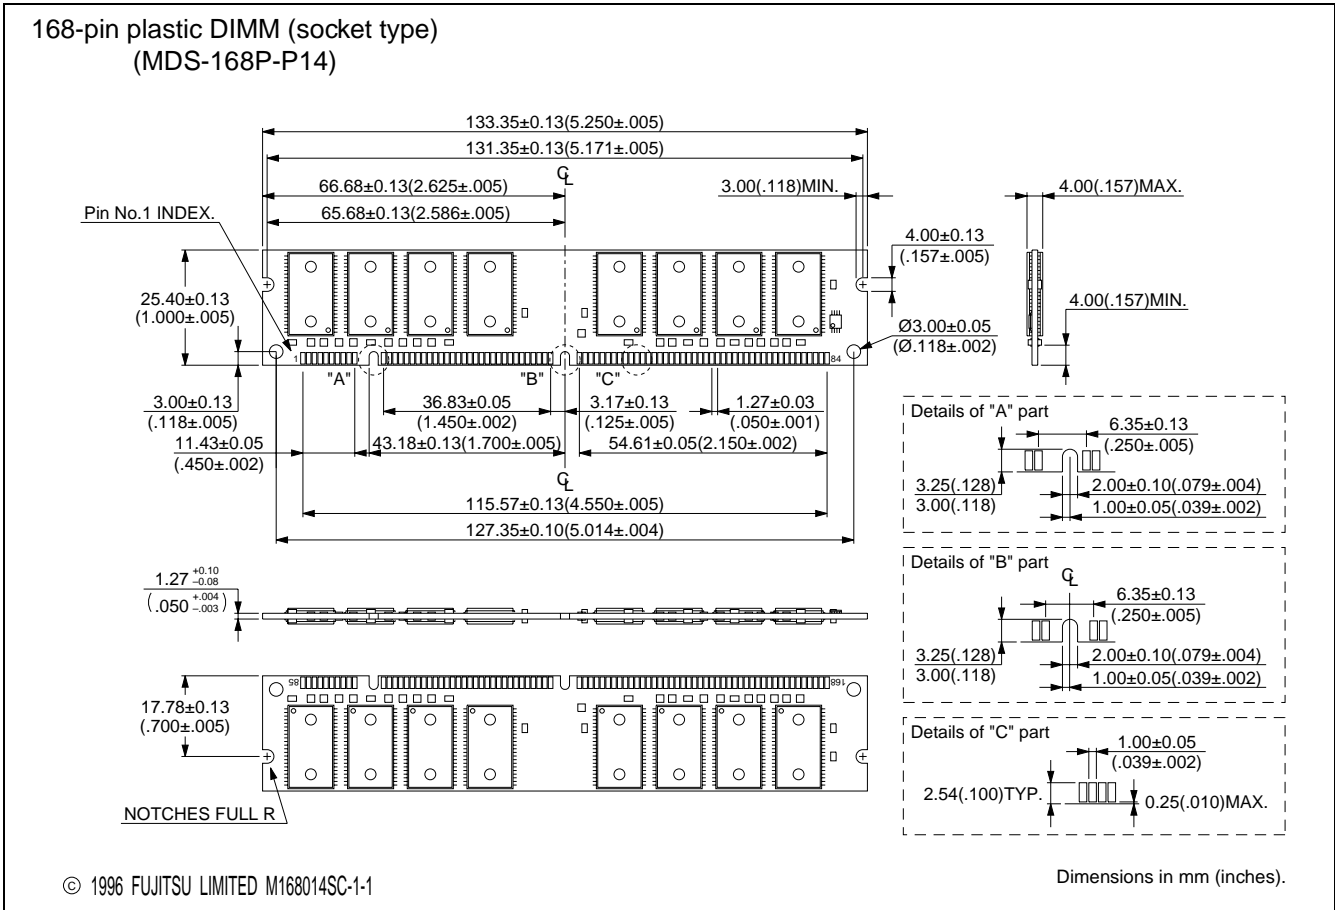 168-pin plastic DIMM (socket type)
(MDS-168P-P14)
133.35±0.13(5.250±.005)
131.35±0.13(5.171±.005)
℄
66.68±0.13(2.625±.005)
3.00(.118)MIN.
4.00(.157)MAX.
Pin No.1 INDEX.
65.68±0.13(2.586±.005)
4.00±0.13
(.157±.005)
25.40±0.13
(1.000±.005)
4.00(.157)MIN.
Ø3.00±0.05
(Ø.118±.002)
1
84
"A"
"B"
"C"
3.00±0.13
(.118±.005)
36.83±0.05
(1.450±.002)
3.17±0.13
(.125±.005)
1.27±0.03
(.050±.001)
11.43±0.05
(.450±.002)
43.18±0.13(1.700±.005)
54.61±0.05(2.150±.002)
℄
115.57±0.13(4.550±.005)
127.35±0.10(5.014±.004)
Details of "A" part
6.35±0.13
(.250±.005)
3.25(.128)
3.00(.118)
2.00±0.10(.079±.004)
1.00±0.05(.039±.002)
1.27 +0.10 –0.08
(.050 +.004 –.003)
Details of "B" part
℄
6.35±0.13
(.250±.005)
3.25(.128)
3.00(.118)
2.00±0.10(.079±.004)
1.00±0.05(.039±.002)
85
168
17.78±0.13
(.700±.005)
NOTCHES FULL R
Details of "C" part
1.00±0.05
(.039±.002)
2.54(.100)TYP.
0.25(.010)MAX.
© 1996 FUJITSU LIMITED M168014SC-1-1
Dimensions in mm (inches).